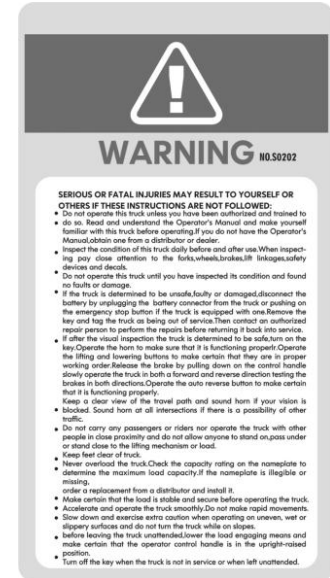 WARNING NO.S0202
SERIOUS OR FATAL INJURIES MAY RESULT TO YOURSELF OR
OTHERS IF THESE INSTRUCTIONS ARE NOT FOLLOWED:
• Do not operate this truck unless you have been authorized and trained to
• do so. Read and understand the Operator's Manual and make yourself
familiar with this truck before operating.If you do not have the Operator's
Manual,obtain one from a distributor or dealer.
• Inspect the condition of this truck daily before and after use.When inspect-
ing pay close attention to the forks,wheels,brakes,lift linkages,safety
devices and decals.
• Do not operate this truck until you have inspected its condition and found
no faults or damage.
• If the truck is determined to be unsafe,faulty or damaged,disconnect the
battery by unplugging the battery connector from the truck or pushing on
the emergency stop button if the truck is equipped with one.Remove the
key and tag the truck as being out of service.Then contact an authorized
repair person to perform the repairs before returning it back into service.
• If after the visual inspection the truck is determined to be safe,turn on the
key.Operate the horn to make sure that it is functioning properlr.Operate
the lifting and lowering buttons to make certain that they are in proper
working order.Release the brake by pulling down on the control handle
slowly operate the truck in both a forward and reverse direction testing the
brakes in both directions.Operate the auto reverse button to make certain
that it is functioning properly.
Keep a clear view of the travel path and sound horn if your vision is
• blocked. Sound horn at all intersections if there is a possibility of other
traffic.
• Do not carry any passengers or riders nor operate the truck with other
people in close proximity and do not allow anyone to stand on,pass under
or stand close to the lifting mechanism or load.
• Keep feet clear of truck.
• Never overload the truck.Check the capacity rating on the nameplate to
determine the maximum load capacity.If the nameplate is illegible or
missing,
order a replacement from a distributor and install it.
• Make certain that the load is stable and secure before operating the truck.
• Accelerate and operate the truck smoothly.Do not make rapid movements.
• Slow down and exercise extra caution when operating on uneven, wet or
slippery surfaces and do not turn the truck while on slopes.
• before leaving the truck unattended,lower the load engaging means and
make certain that the operator control handle is in the upright-raised
position.
• Turn off the key when the truck is not in service or when left unattended.